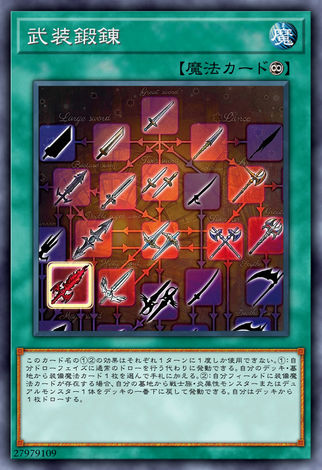 武装鍛錬
魔
【魔法カード】
Great sword
Large sword
Lance
このカード名の①②の効果はそれぞれ１ターンに１度しか使用できない。①：自
分ドローフェイズに通常のドローを行う代わりに発動できる。自分のデッキ・墓
地から装備魔法カード１枚を選んで手札に加える。②：自分フィールドに装備魔
法カードが存在する場合、自分の墓地から戦士族・炎属性モンスターまたはデュ
アルモンスター１体をデッキの一番下に戻して発動できる。自分はデッキから
１枚ドローする。
27979109